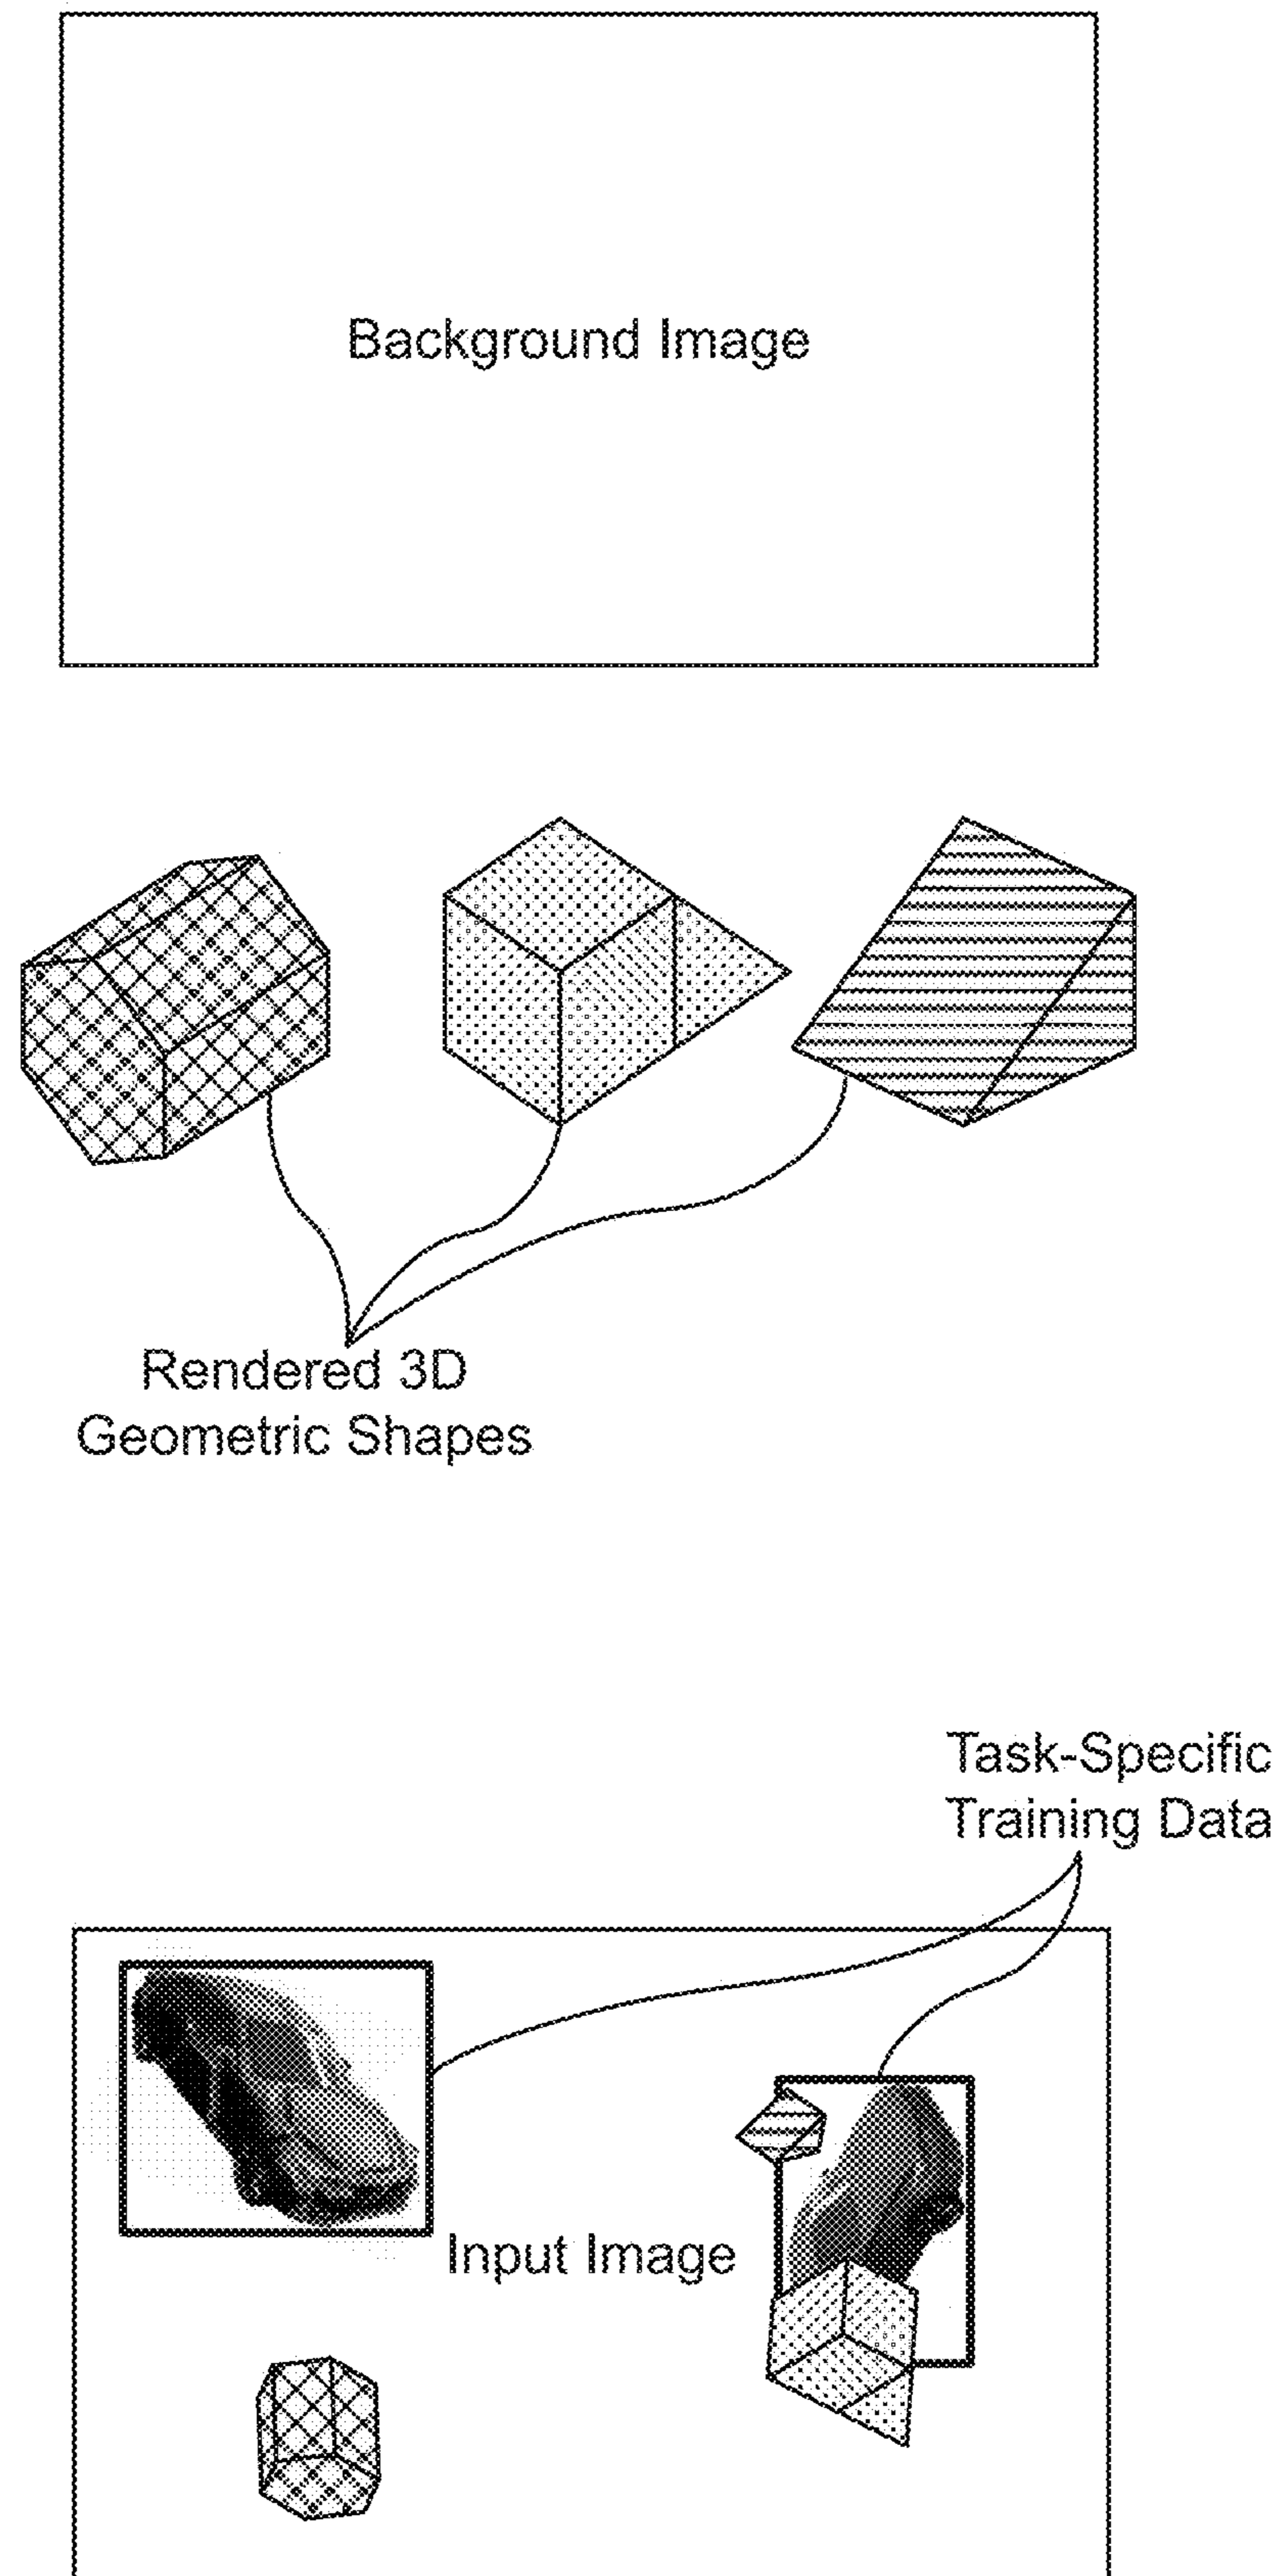 Background Image
Rendered 3D
Geometric Shapes
Task-Specific
Training Data
Input Image